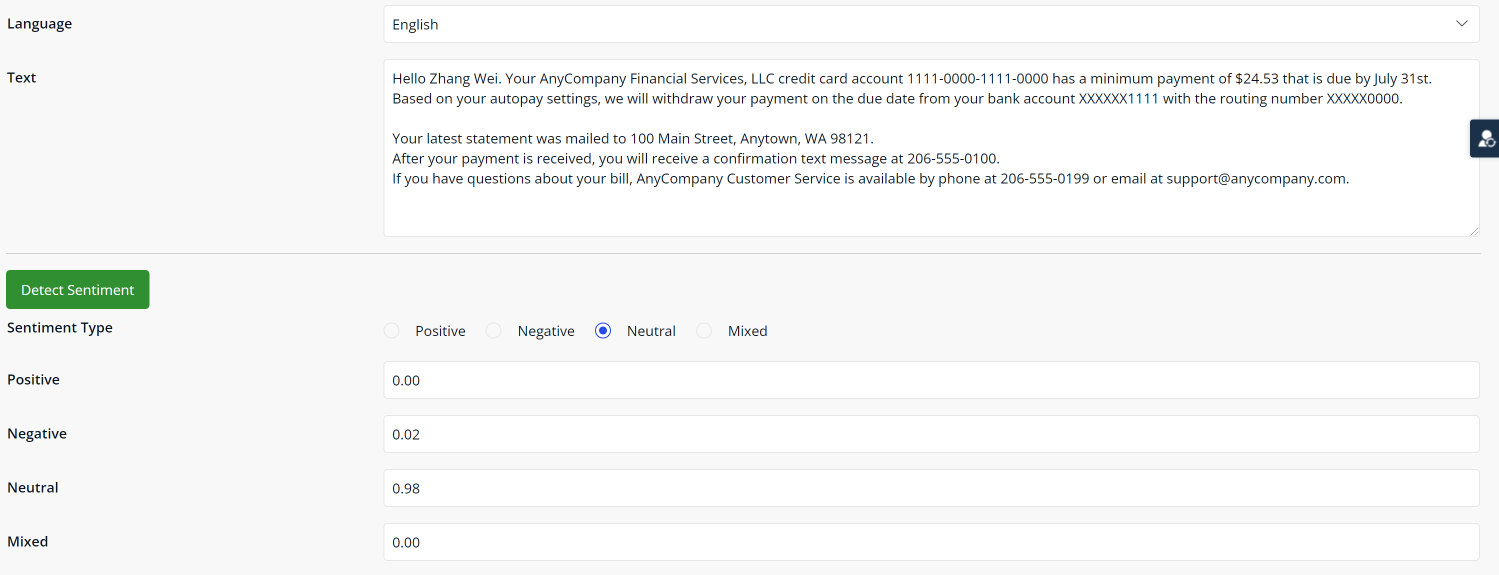 Language
English
Text
Hello Zhang Wei. Your AnyCompany Financial Services, LLC credit card account 1111-0000-1111-0000 has a minimum payment of $24.53 that is due by July 31st.
Based on your autopay settings, we will withdraw your payment on the due date from your bank account XXXXXX1111 with the routing number XXXXX0000.
Your latest statement was mailed to 100 Main Street, Anytown, WA 98121.
After your payment is received, you will receive a confirmation text message at 206-555-0100.
If you have questions about your bill, AnyCompany Customer Service is available by phone at 206-555-0199 or email at support@anycompany.com.
Detect Sentiment
Sentiment Type
Positive Negative Neutral Mixed
Positive
0.00
Negative
0.02
Neutral
0.98
Mixed
0.00